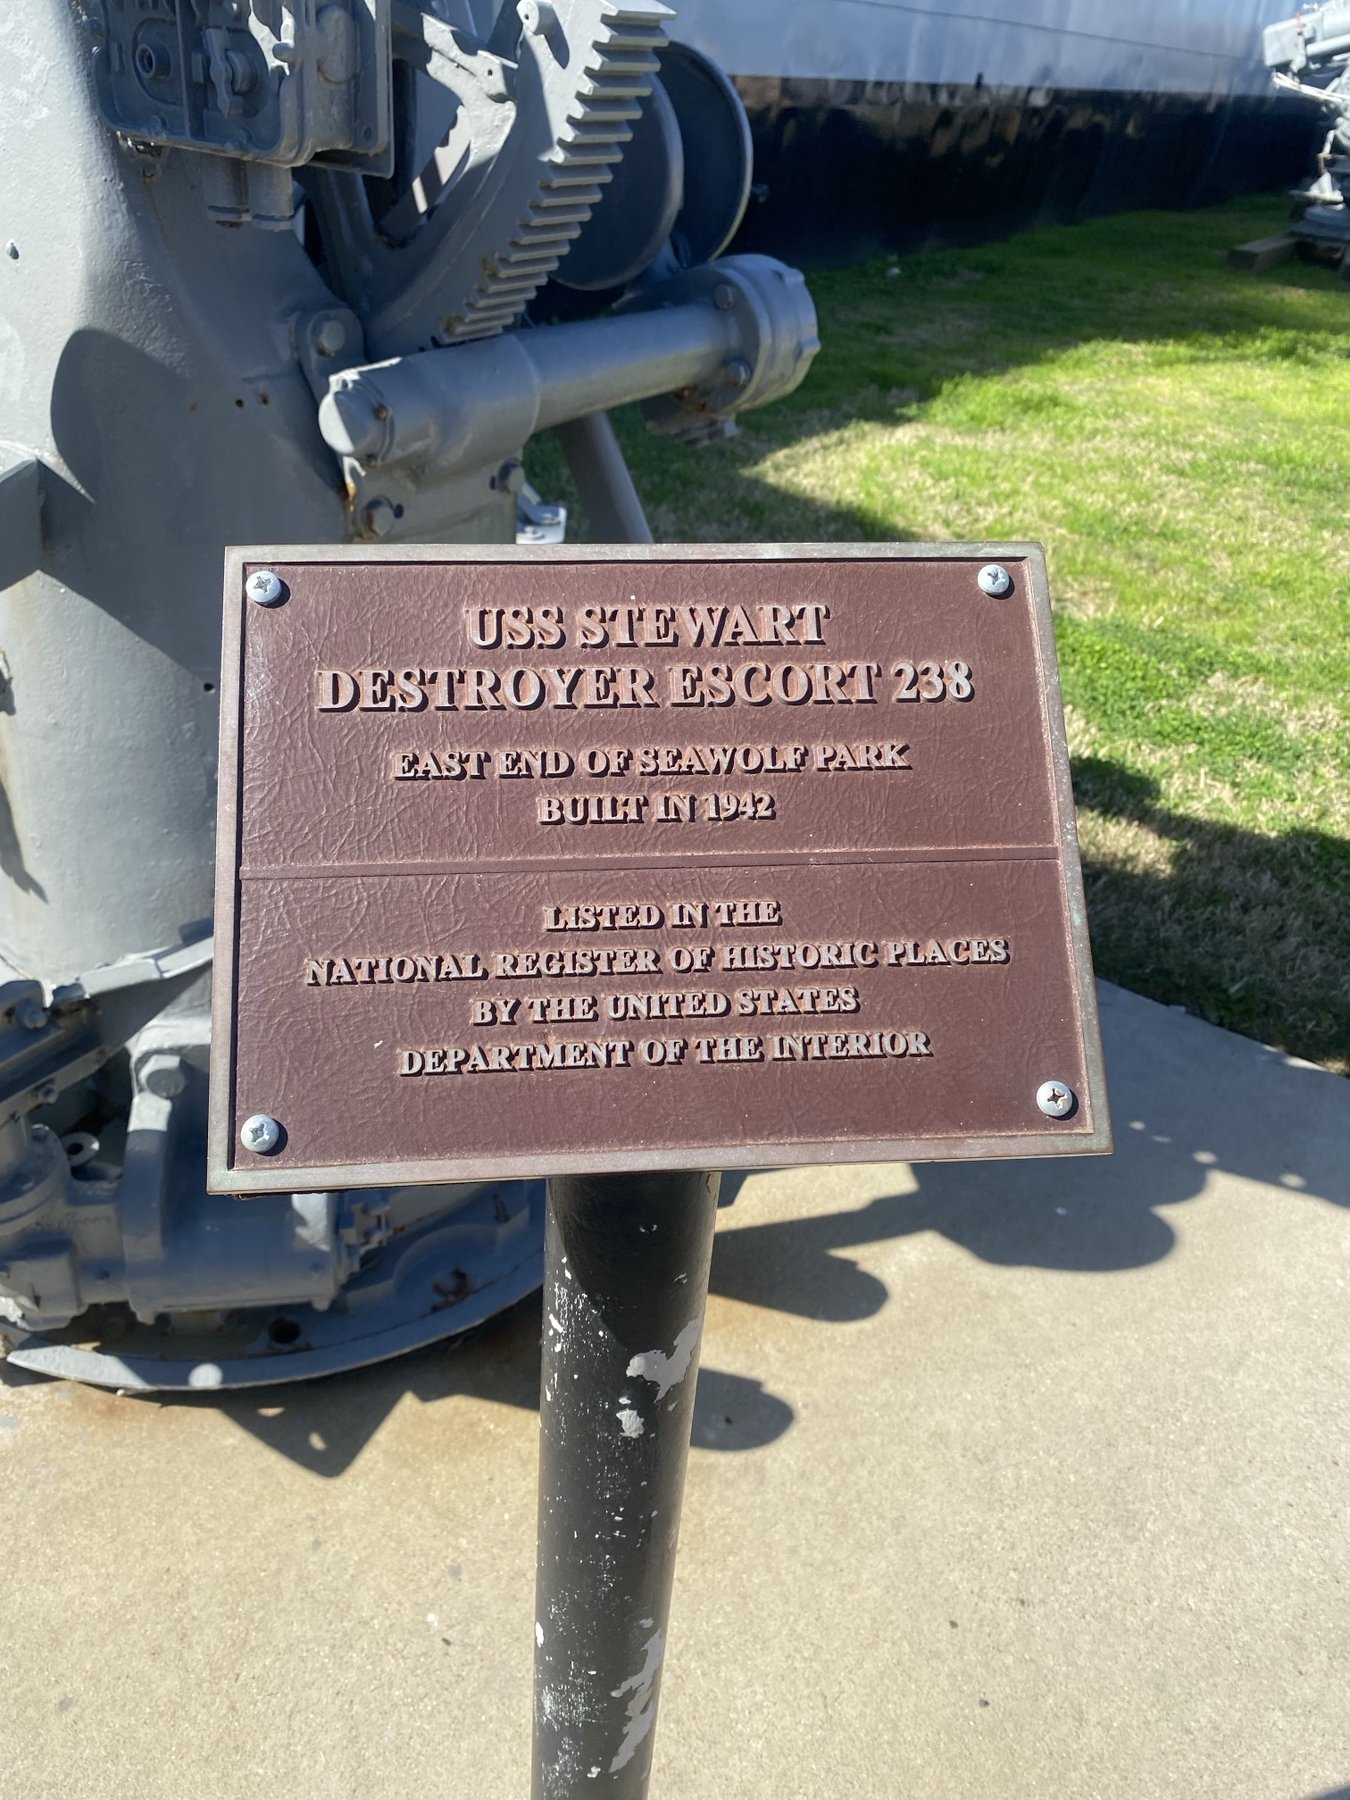 USS STEWART
DESTROYER ESCORT 238
EAST END OF SEAWOLF PARK
BUILT IN 1942
LISTED IN THE
NATIONAL REGISTER OF HISTORIC PLACES
BY THE UNITED STATES
DEPARTMENT OF THE INTERIOR